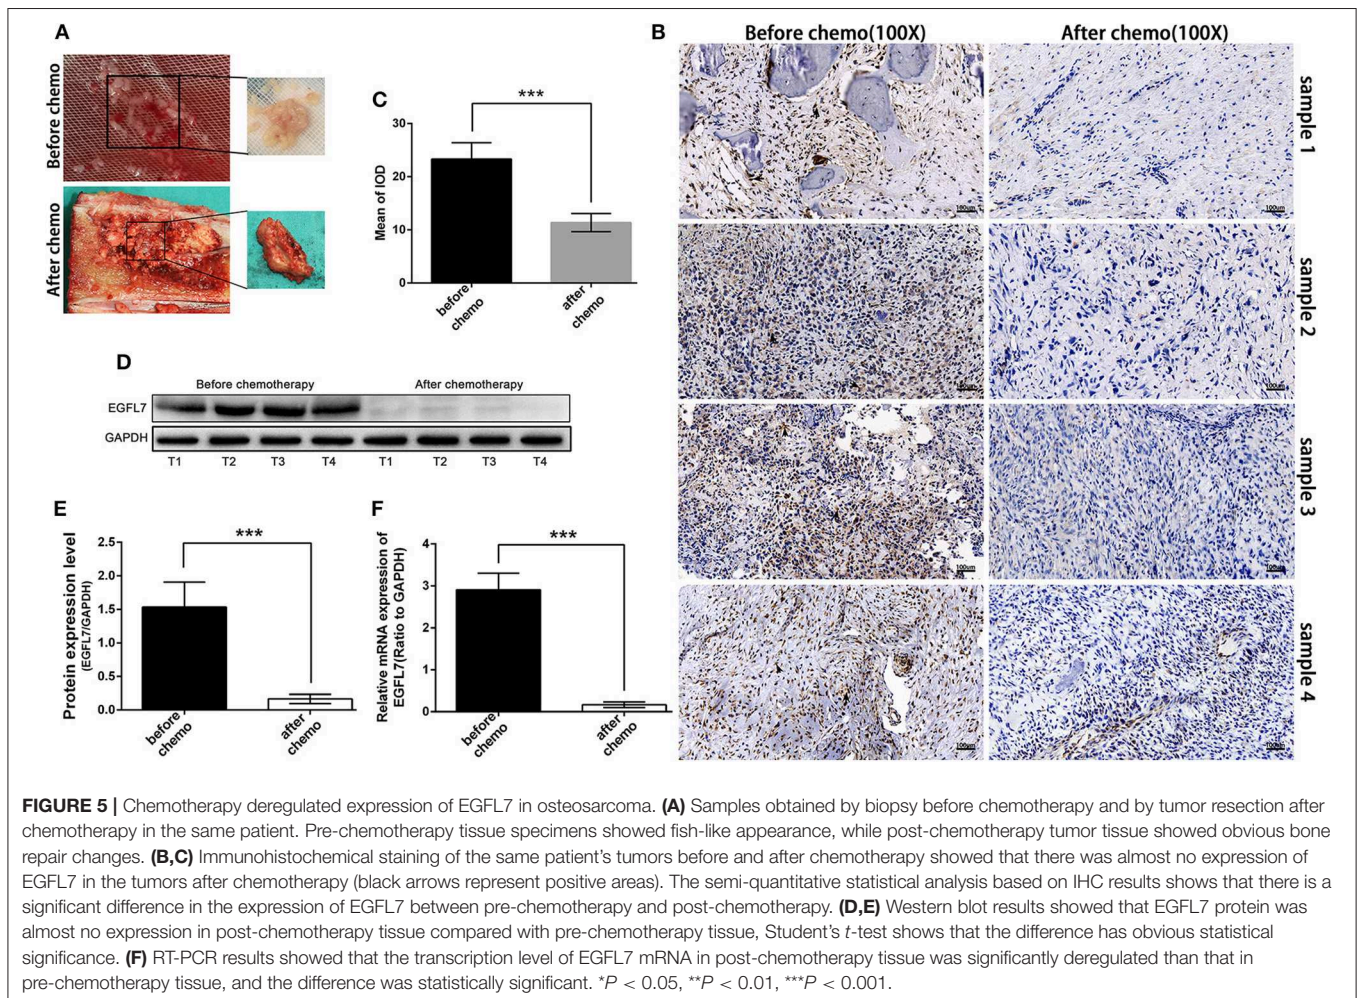 A
Before chemo
After chemo
B
Before chemo(100X)
After chemo(100X)
sample 1
sample 2
sample 3
sample 4
100um
100um
100um
100um
100um
100um
100um
100um
C
***
Mean of IOD
30
20
10
0
before
chemo
after
chemo
D
Before chemotherapy
After chemotherapy
EGFL7
GAPDH
T1 T2 T3 T4 T1 T2 T3 T4
E
***
Protein expression level
(EGFL7/GAPDH)
2.5
2.0
1.5
1.0
0.5
0.0
before
chemo
after
chemo
F
***
Relative mRNA expression of
EGFL7(Ratio to GAPDH)
4
3
2
1
0
before
chemo
after
chemo
FIGURE 5 | Chemotherapy deregulated expression of EGFL7 in osteosarcoma. (A) Samples obtained by biopsy before chemotherapy and by tumor resection after
chemotherapy in the same patient. Pre-chemotherapy tissue specimens showed fish-like appearance, while post-chemotherapy tumor tissue showed obvious bone
repair changes. (B,C) Immunohistochemical staining of the same patient's tumors before and after chemotherapy showed that there was almost no expression of
EGFL7 in the tumors after chemotherapy (black arrows represent positive areas). The semi-quantitative statistical analysis based on IHC results shows that there is a
significant difference in the expression of EGFL7 between pre-chemotherapy and post-chemotherapy. (D,E) Western blot results showed that EGFL7 protein was
almost no expression in post-chemotherapy tissue compared with pre-chemotherapy tissue, Student's t-test shows that the difference has obvious statistical
significance. (F) RT-PCR results showed that the transcription level of EGFL7 mRNA in post-chemotherapy tissue was significantly deregulated than that in
pre-chemotherapy tissue, and the difference was statistically significant. *P < 0.05, **P < 0.01, ***P < 0.001.